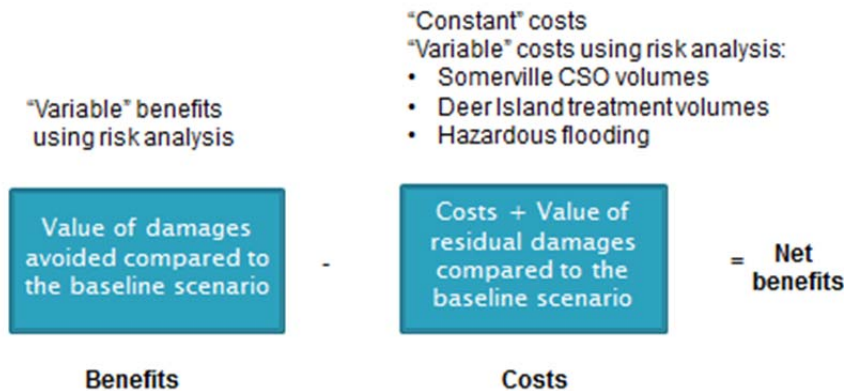 “Constant” costs
“Variable” costs using risk analysis:
• Somerville CSO volumes
• Deer Island treatment volumes
• Hazardous flooding
“Variable” benefits
using risk analysis
Value of damages
avoided compared to
the baseline scenario
-
Costs + Value of
residual damages
compared to the
baseline scenario
= Net
benefits
Benefits
Costs